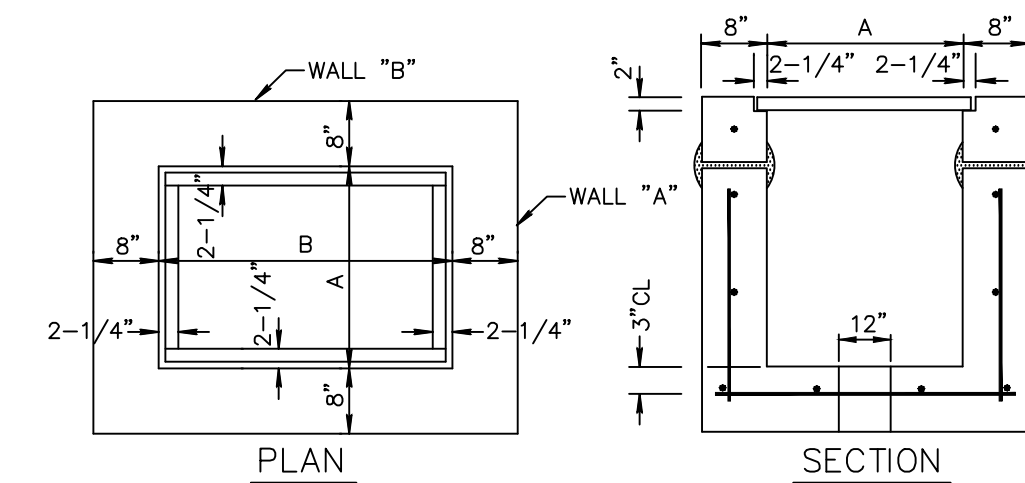 WALL "B"
8"
2-1/4"
WALL "A"
8"
B
8"
A
2-1/4"
2-1/4"
2-1/4"
8"
PLAN
8"
A
8"
2"
2-1/4"
2-1/4"
3"CL
12"
SECTION